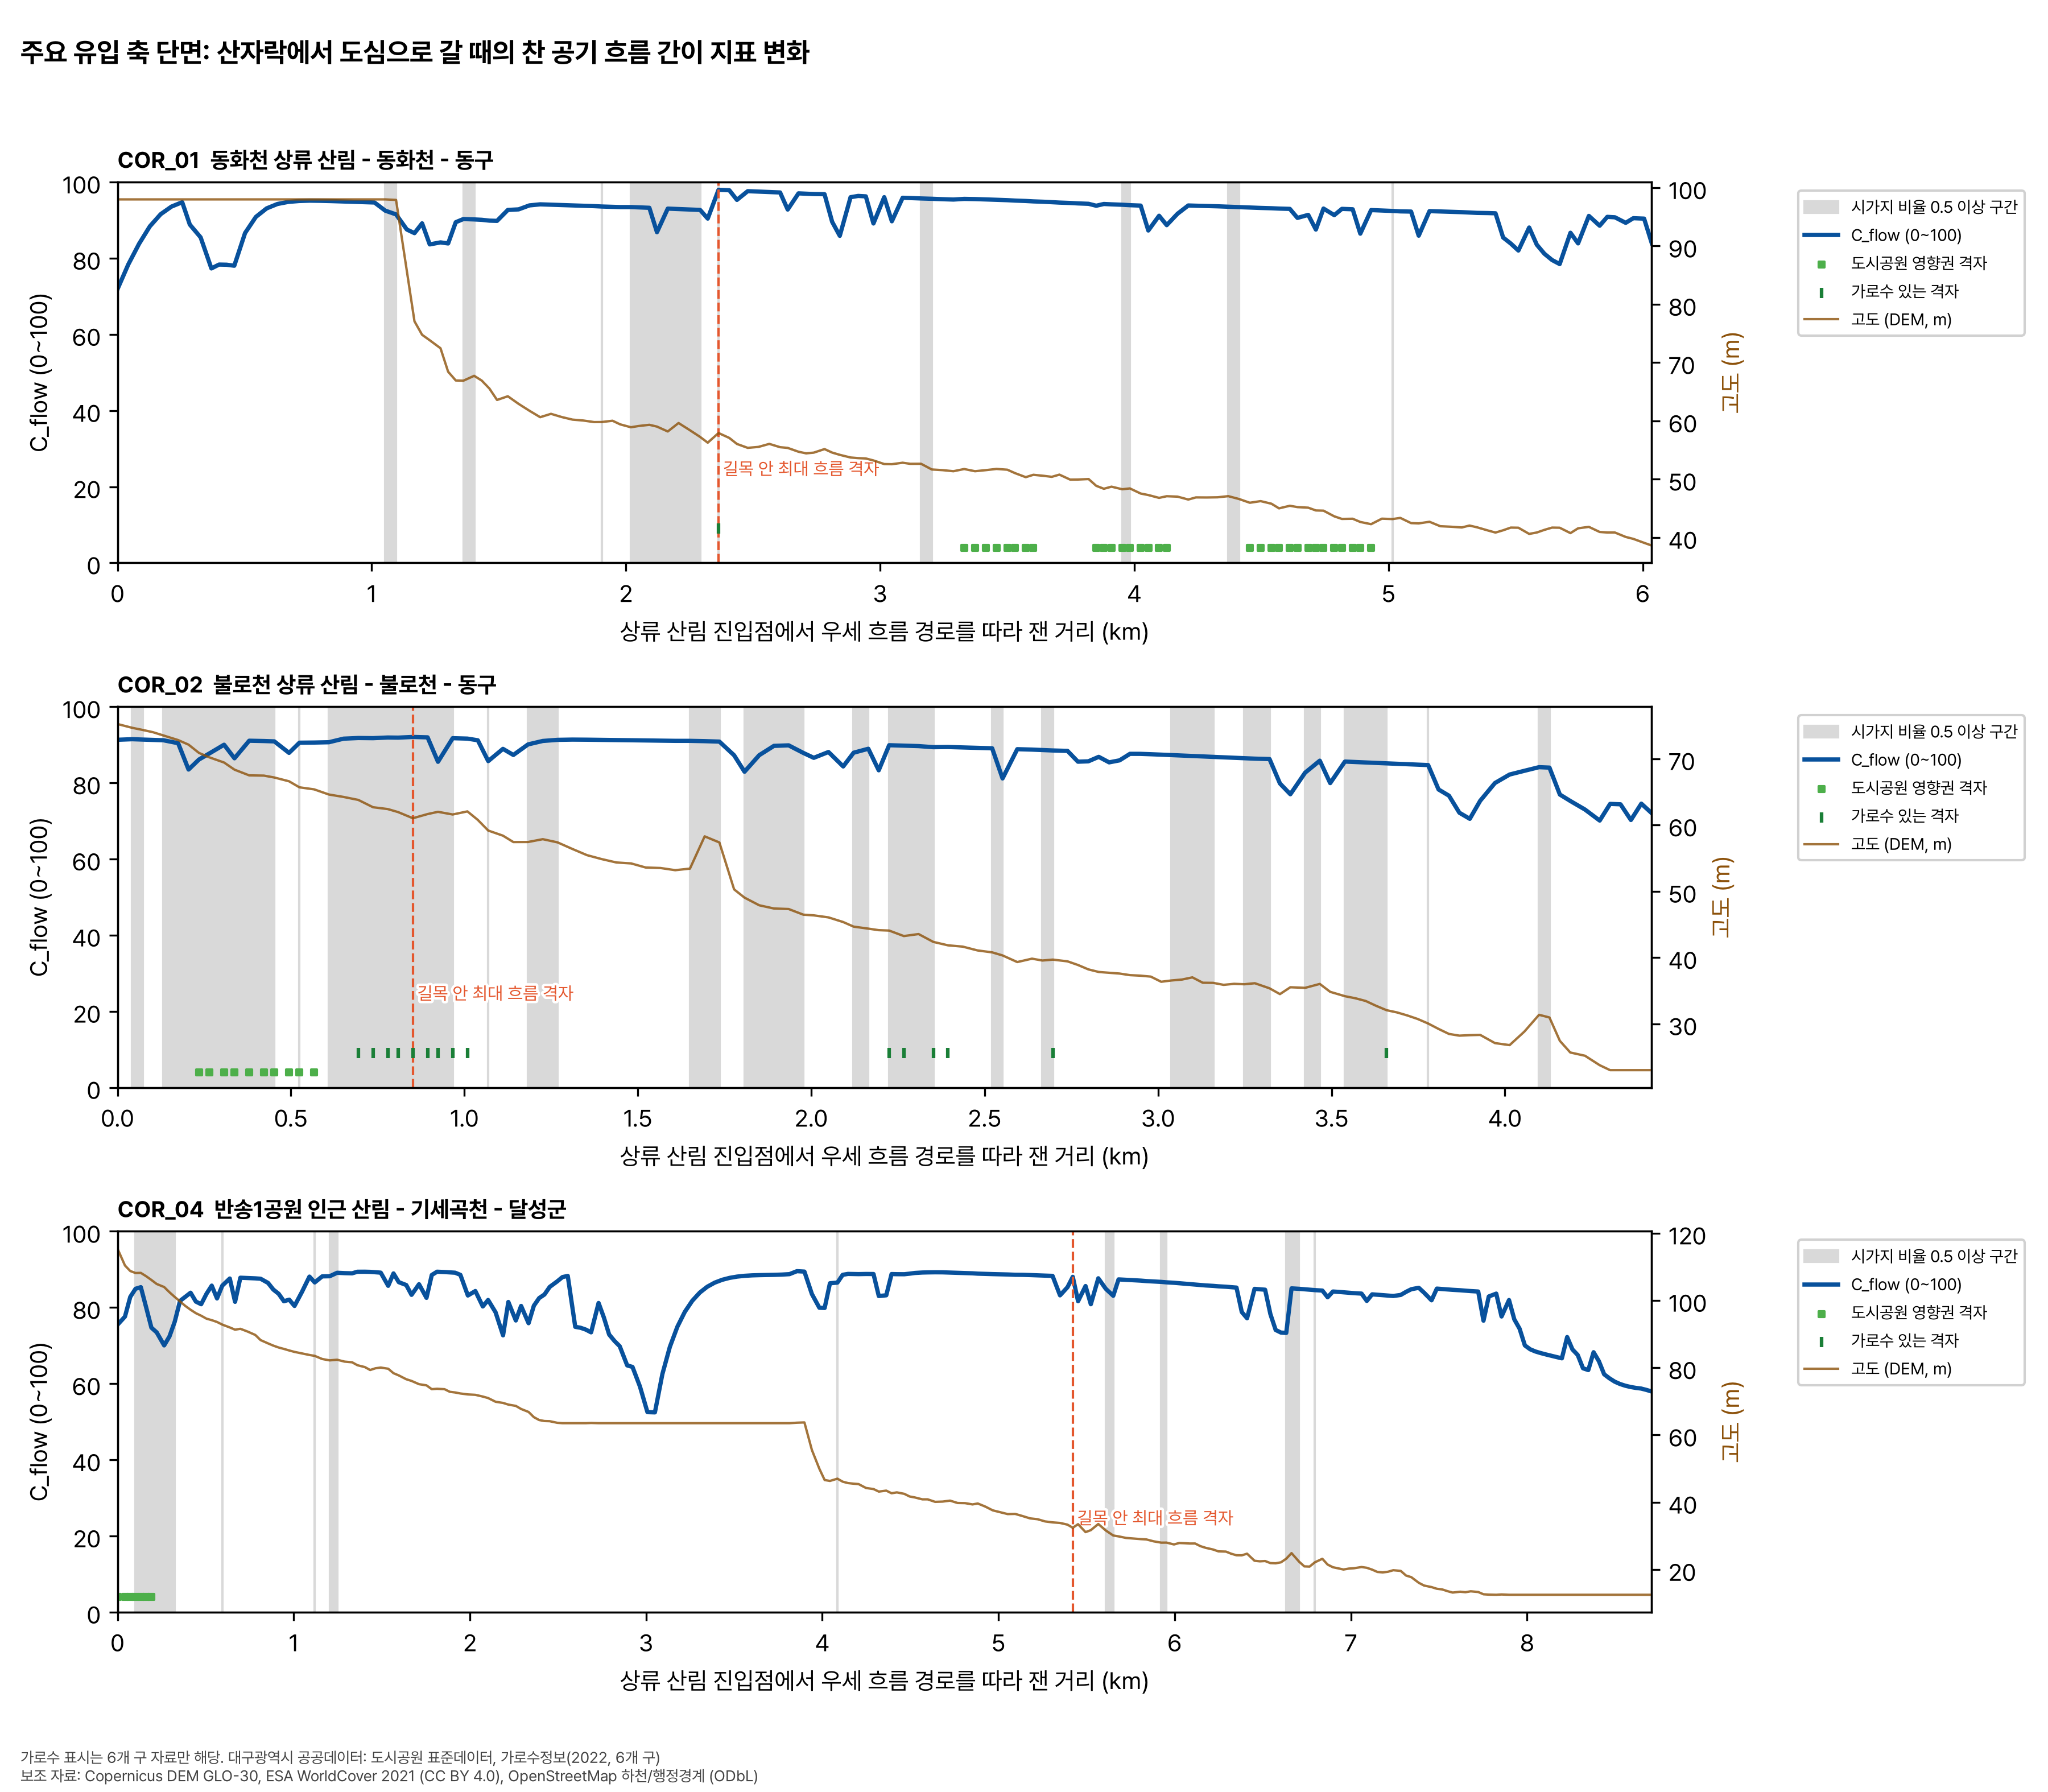 주요 유입 축 단면: 산자락에서 도심으로 갈 때의 찬 공기 흐름 간이 지표 변화
COR_01 동화천 상류 산림 - 동화천 - 동구
C_flow (0~100)
100
80
60
40
20
0
길목 안 최대 흐름 격자
100
90
80
70
60
50
40
고도 (m)
0 1 2 3 4 5 6
상류 산림 진입점에서 우세 흐름 경로를 따라 잰 거리 (km)
시가지 비율 0.5 이상 구간
C_flow (0~100)
도시공원 영향권 격자
가로수 있는 격자
고도 (DEM, m)
COR_02 불로천 상류 산림 - 불로천 - 동구
C_flow (0~100)
100
80
60
40
20
0
길목 안 최대 흐름 격자
70
60
50
40
30
고도 (m)
0.0 0.5 1.0 1.5 2.0 2.5 3.0 3.5 4.0
상류 산림 진입점에서 우세 흐름 경로를 따라 잰 거리 (km)
시가지 비율 0.5 이상 구간
C_flow (0~100)
도시공원 영향권 격자
가로수 있는 격자
고도 (DEM, m)
COR_04 반송1공원 인근 산림 - 기세곡천 - 달성군
C_flow (0~100)
100
80
60
40
20
0
길목 안 최대 흐름 격자
120
100
80
60
40
20
고도 (m)
0 1 2 3 4 5 6 7 8
상류 산림 진입점에서 우세 흐름 경로를 따라 잰 거리 (km)
시가지 비율 0.5 이상 구간
C_flow (0~100)
도시공원 영향권 격자
가로수 있는 격자
고도 (DEM, m)
가로수 표시는 6개 구 자료만 해당. 대구광역시 공공데이터: 도시공원 표준데이터, 가로수정보(2022, 6개 구)
보조 자료: Copernicus DEM GLO-30, ESA WorldCover 2021 (CC BY 4.0), OpenStreetMap 하천/행정경계 (ODbL)